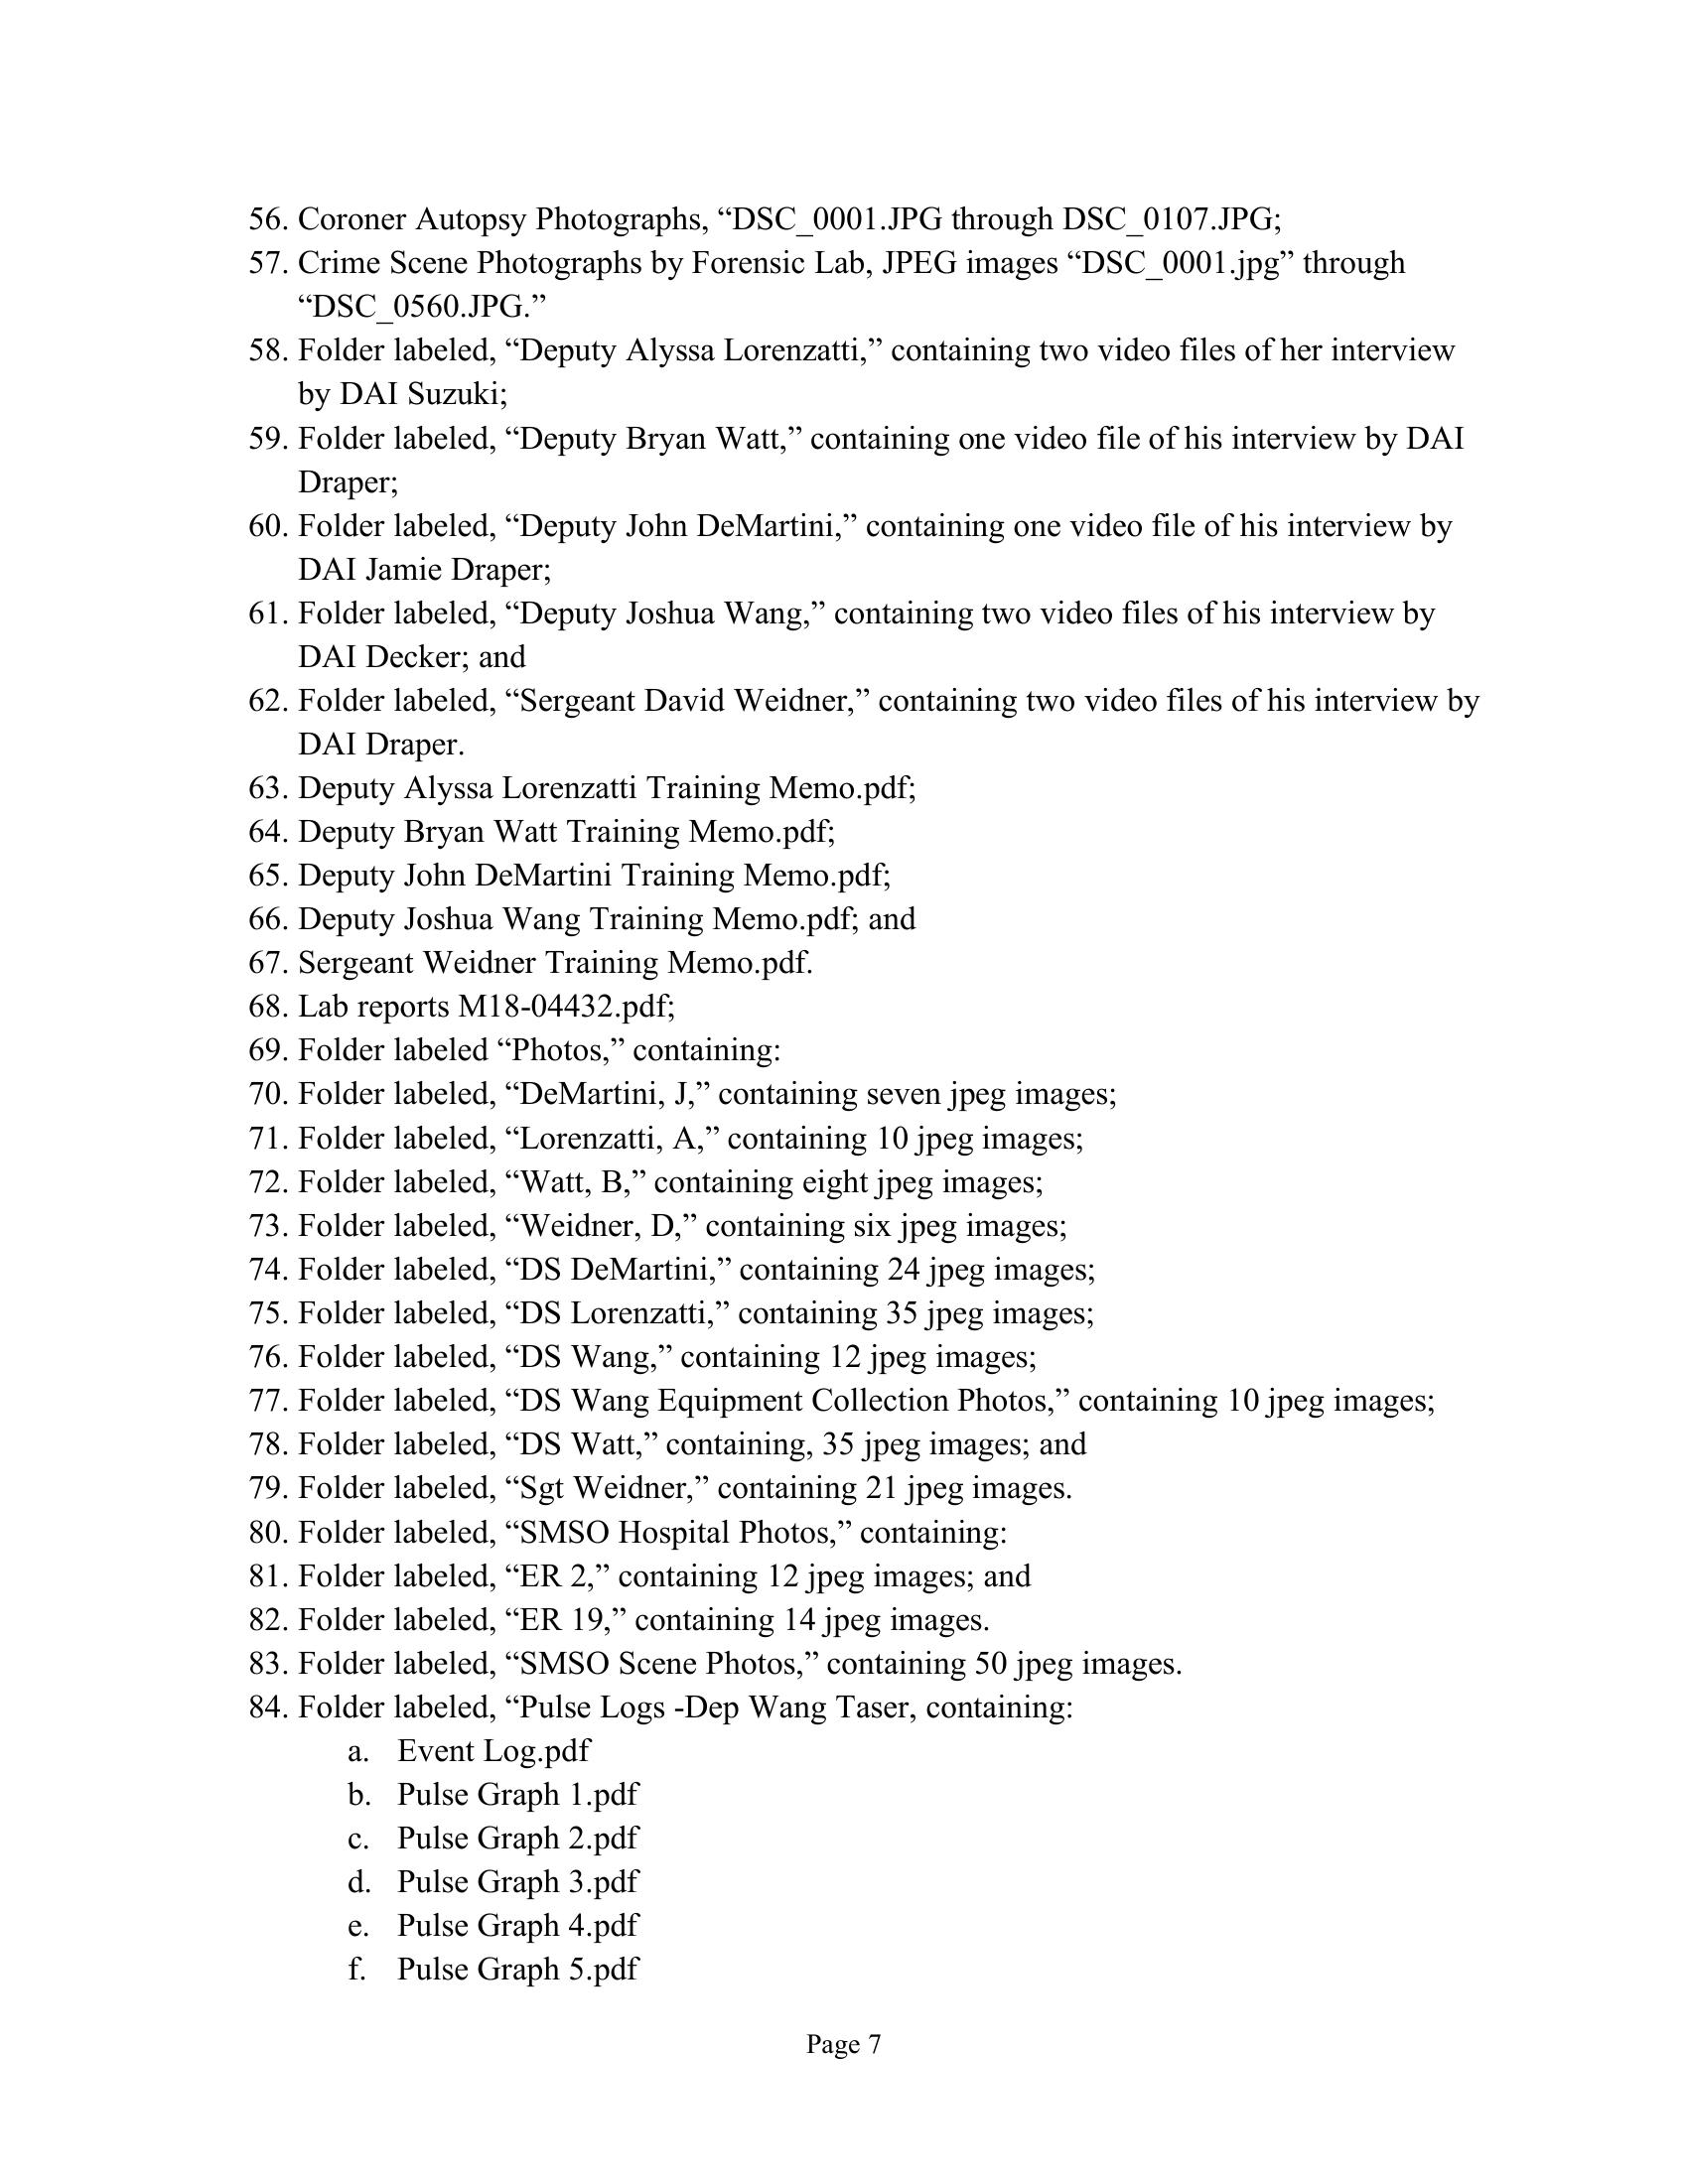 56. Coroner Autopsy Photographs, “DSC_0001.JPG through DSC_0107.JPG;
57. Crime Scene Photographs by Forensic Lab, JPEG images “DSC_0001.jpg” through
“DSC_0560.JPG.”
58. Folder labeled, “Deputy Alyssa Lorenzatti,” containing two video files of her interview
by DAI Suzuki;
59. Folder labeled, “Deputy Bryan Watt,” containing one video file of his interview by DAI
Draper;
60. Folder labeled, “Deputy John DeMartini,” containing one video file of his interview by
DAI Jamie Draper;
61. Folder labeled, “Deputy Joshua Wang,” containing two video files of his interview by
DAI Decker; and
62. Folder labeled, “Sergeant David Weidner,” containing two video files of his interview by
DAI Draper.
63. Deputy Alyssa Lorenzatti Training Memo.pdf;
64. Deputy Bryan Watt Training Memo.pdf;
65. Deputy John DeMartini Training Memo.pdf;
66. Deputy Joshua Wang Training Memo.pdf; and
67. Sergeant Weidner Training Memo.pdf.
68. Lab reports M18-04432.pdf;
69. Folder labeled “Photos,” containing:
70. Folder labeled, “DeMartini, J,” containing seven jpeg images;
71. Folder labeled, “Lorenzatti, A,” containing 10 jpeg images;
72. Folder labeled, “Watt, B,” containing eight jpeg images;
73. Folder labeled, “Weidner, D,” containing six jpeg images;
74. Folder labeled, “DS DeMartini,” containing 24 jpeg images;
75. Folder labeled, “DS Lorenzatti,” containing 35 jpeg images;
76. Folder labeled, “DS Wang,” containing 12 jpeg images;
77. Folder labeled, “DS Wang Equipment Collection Photos,” containing 10 jpeg images;
78. Folder labeled, “DS Watt,” containing, 35 jpeg images; and
79. Folder labeled, “Sgt Weidner,” containing 21 jpeg images.
80. Folder labeled, “SMSO Hospital Photos,” containing:
81. Folder labeled, “ER 2,” containing 12 jpeg images; and
82. Folder labeled, “ER 19,” containing 14 jpeg images.
83. Folder labeled, “SMSO Scene Photos,” containing 50 jpeg images.
84. Folder labeled, “Pulse Logs -Dep Wang Taser, containing:
a. Event Log.pdf
b. Pulse Graph 1.pdf
c. Pulse Graph 2.pdf
d. Pulse Graph 3.pdf
e. Pulse Graph 4.pdf
f. Pulse Graph 5.pdf
Page 7